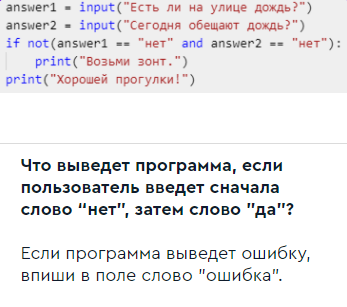 answer1 = input("Есть ли на улице дождь?")
answer2 = input("Сегодня обещают дождь?")
if not(answer1 == "нет" and answer2 == "нет"):
    print("Возьми зонт.")
print("Хорошей прогулки!")
Что выведет программа, если
пользователь введет сначала
слово “нет”, затем слово ”да”?
Если программа выведет ошибку,
впиши в поле слово ”ошибка”.